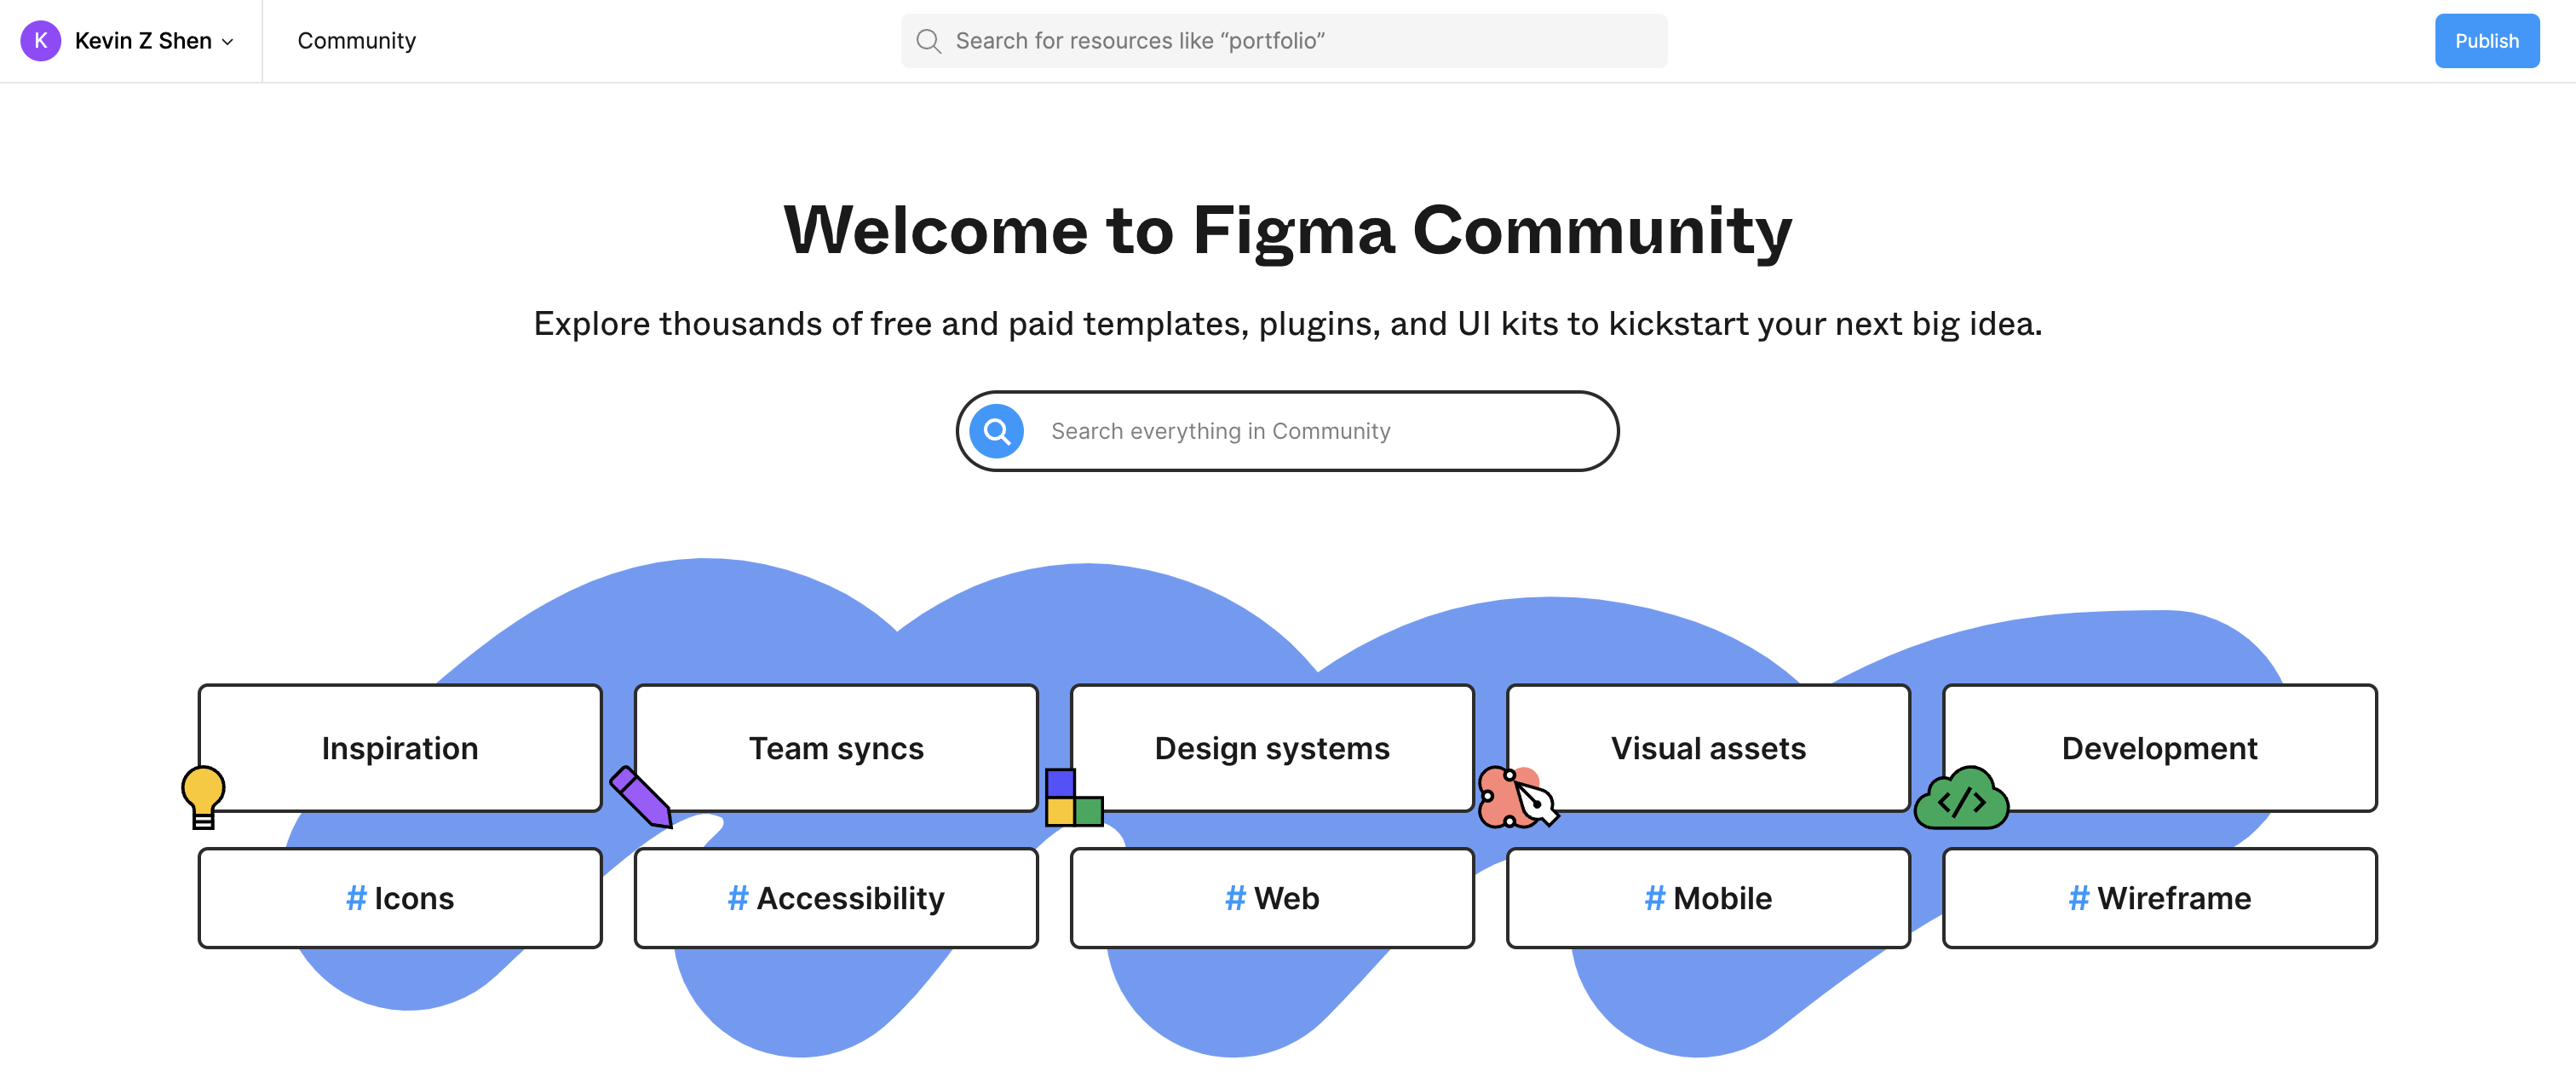 K Kevin Z Shen Community Search for resources like “portfolio” Publish
Welcome to Figma Community
Explore thousands of free and paid templates, plugins, and UI kits to kickstart your next big idea.
Search everything in Community
Inspiration Team syncs Design systems Visual assets Development
</>
# Icons # Accessibility # Web # Mobile # Wireframe